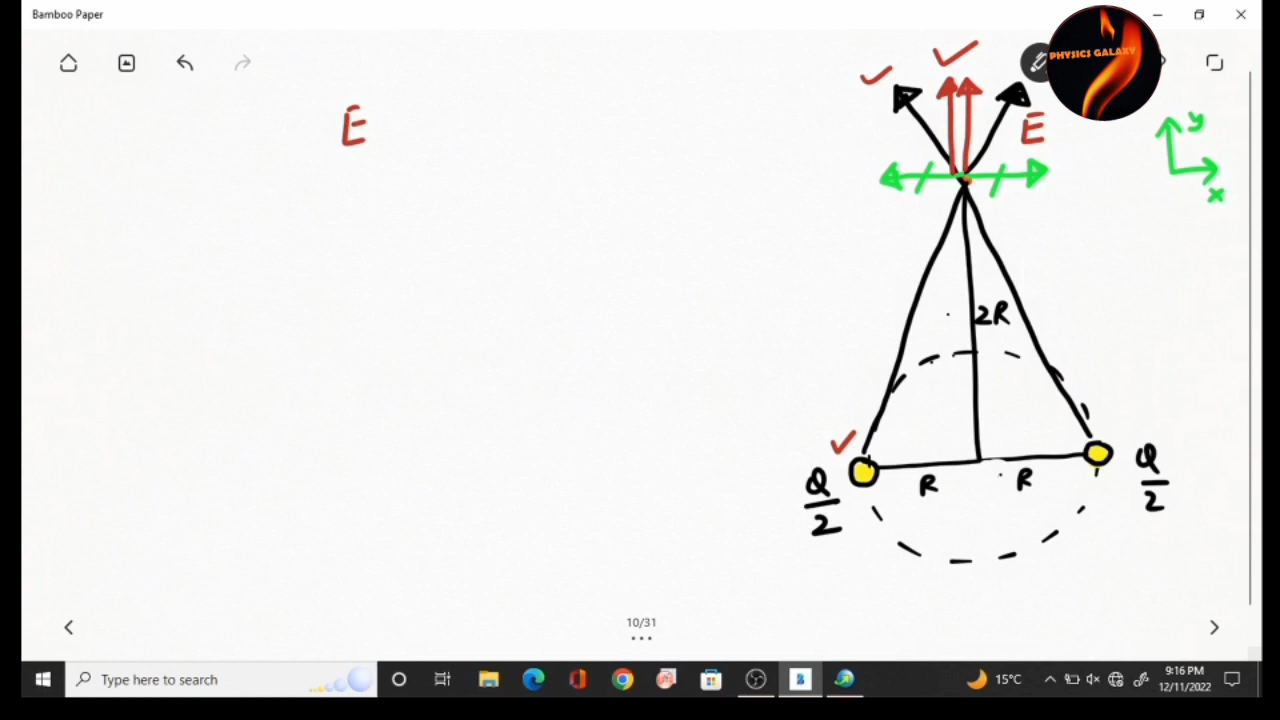 Bamboo Paper
PHYSICS GALAXY
E
E
y
x
2R
R
R
Q
2
Q
2
10/31
Type here to search
15°C
9:16 PM
12/11/2022